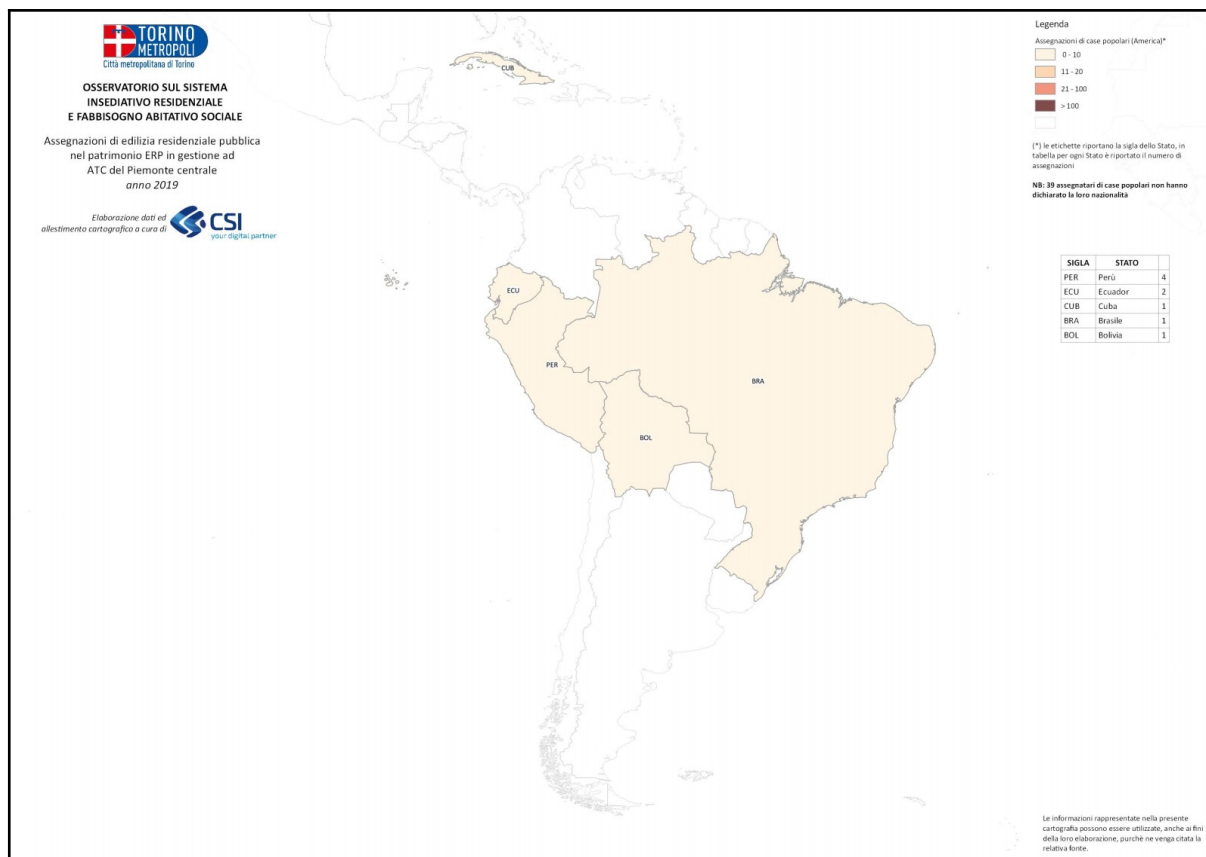 TORINO
METROPOLI
Città metropolitana di Torino
OSSERVATORIO SUL SISTEMA
INSEDIATIVO RESIDENZIALE
E FABBISOGNO ABITATIVO SOCIALE
Assegnazioni di edilizia residenziale pubblica
nel patrimonio ERP in gestione ad
ATC del Piemonte centrale
anno 2019
Elaborazione dati ed
allestimento cartografico a cura di
CSI
your digital partner
CUB
ECU
PER
BRA
BOL
Legenda
Assegnazioni di case popolari (America)*
0 - 10
11 - 20
21 - 100
> 100
(*) le etichette riportano la sigla dello Stato, in
tabella per ogni Stato è riportato il numero di
assegnazioni
NB: 39 assegnatari di case popolari non hanno
dichiarato la loro nazionalità
SIGLA STATO
PER Perù 4
ECU Ecuador 2
CUB Cuba 1
BRA Brasile 1
BOL Bolivia 1
Le informazioni rappresentate nella presente
cartografia possono essere utilizzate, anche ai fini
della loro elaborazione, purchè ne venga citata la
relativa fonte.